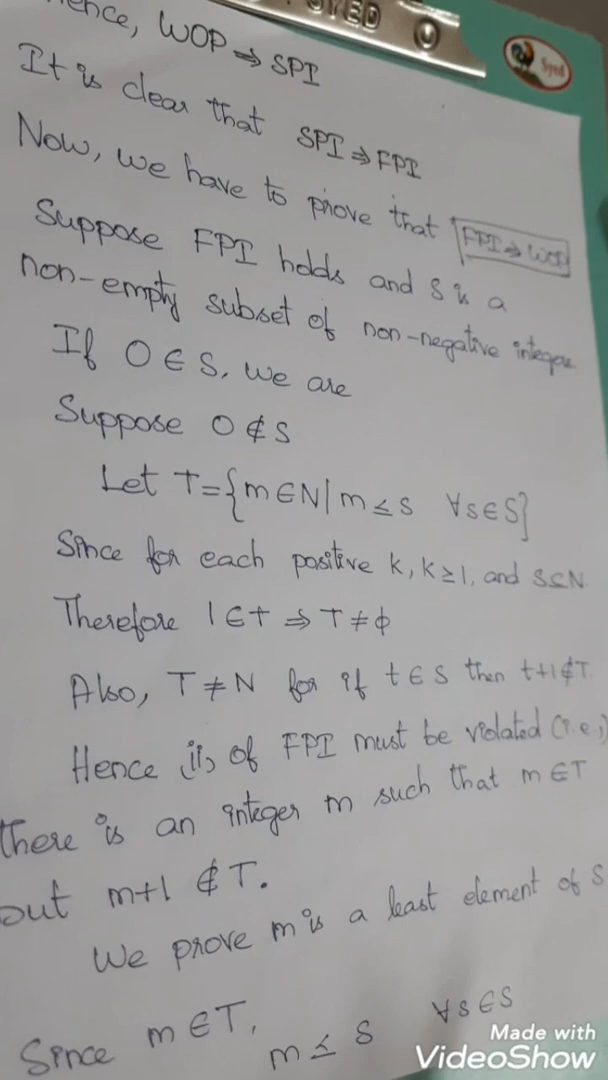 ence, WOP ⇒ SPI
It is clear that SPI ⇒ FPI
Now, we have to prove that FPI ⇒ WOP
Suppose FPI holds and S is a
non-empty subset of non-negative integers
If 0 ∈ S, we are
Suppose 0 ∉ S
Let T = {m ∈ N | m ≤ s ∀ s ∈ S}
Since for each positive k, k ≥ 1, and S ⊆ N
Therefore 1 ∈ T ⇒ T ≠ ϕ
Also, T ≠ N for if t ∈ S then t+1 ∉ T
Hence (ii) of FPI must be violated (i.e.,)
there is an integer m such that m ∈ T
but m+1 ∉ T.
We prove m is a least element of S
Since m ∈ T, m ≤ s ∀ s ∈ S
SYED
Syed
Made with
VideoShow